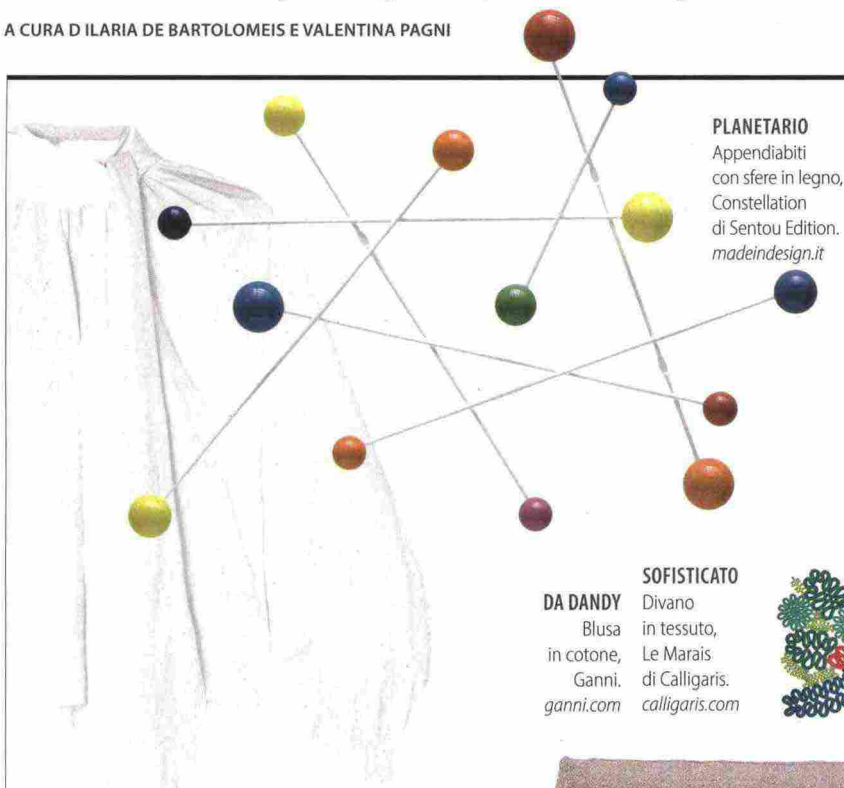 A CURA D ILARIA DE BARTOLOMEIS E VALENTINA PAGNI
PLANETARIO
Appendiabiti
con sfere in legno,
Constellation
di Sentou Edition.
madeindesign.it
DA DANDY
Blusa
in cotone,
Ganni.
ganni.com
SOFISTICATO
Divano
in tessuto,
Le Marais
di Calligaris.
calligaris.com